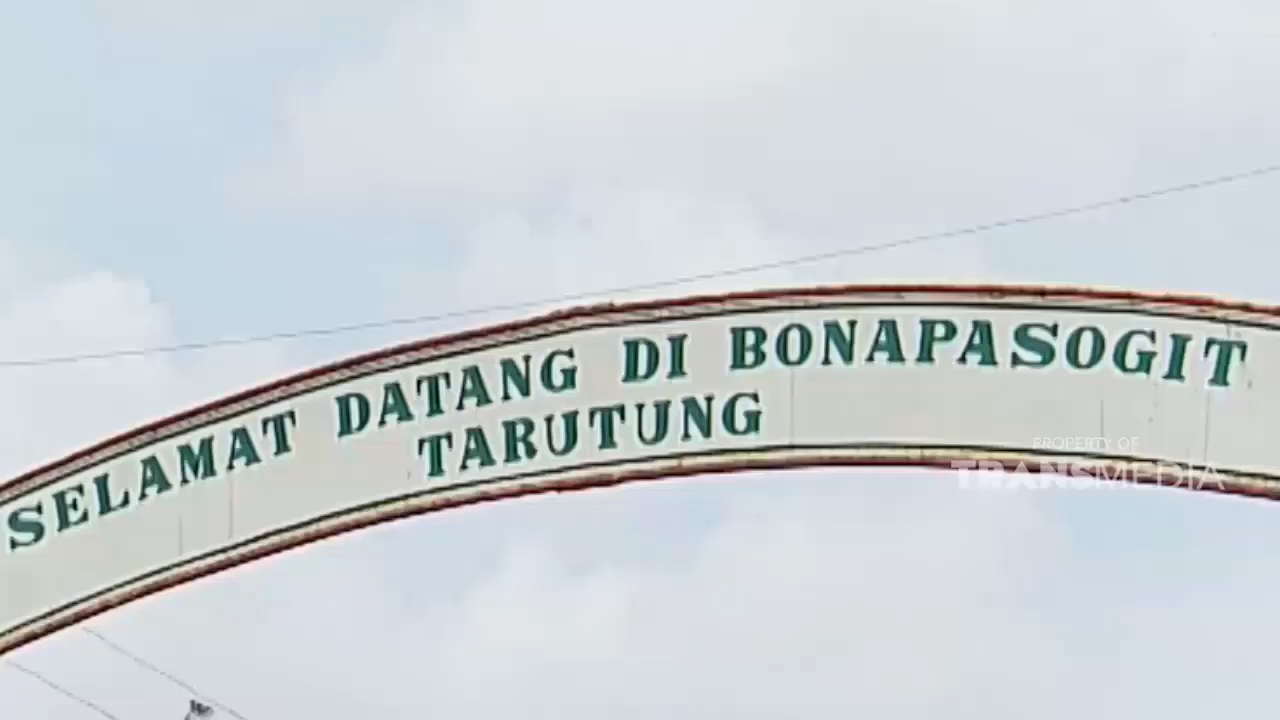 SELAMAT DATANG DI BONAPASOGIT
TARUTUNG
PROPERTY OF
TRANSMEDIA